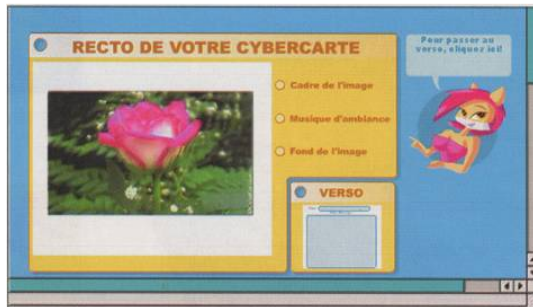 RECTO DE VOTRE CYBERCARTE
Pour passer au
verso, cliquez ici!
Cadre de l'image
Musique d'ambiance
Fond de l'image
VERSO